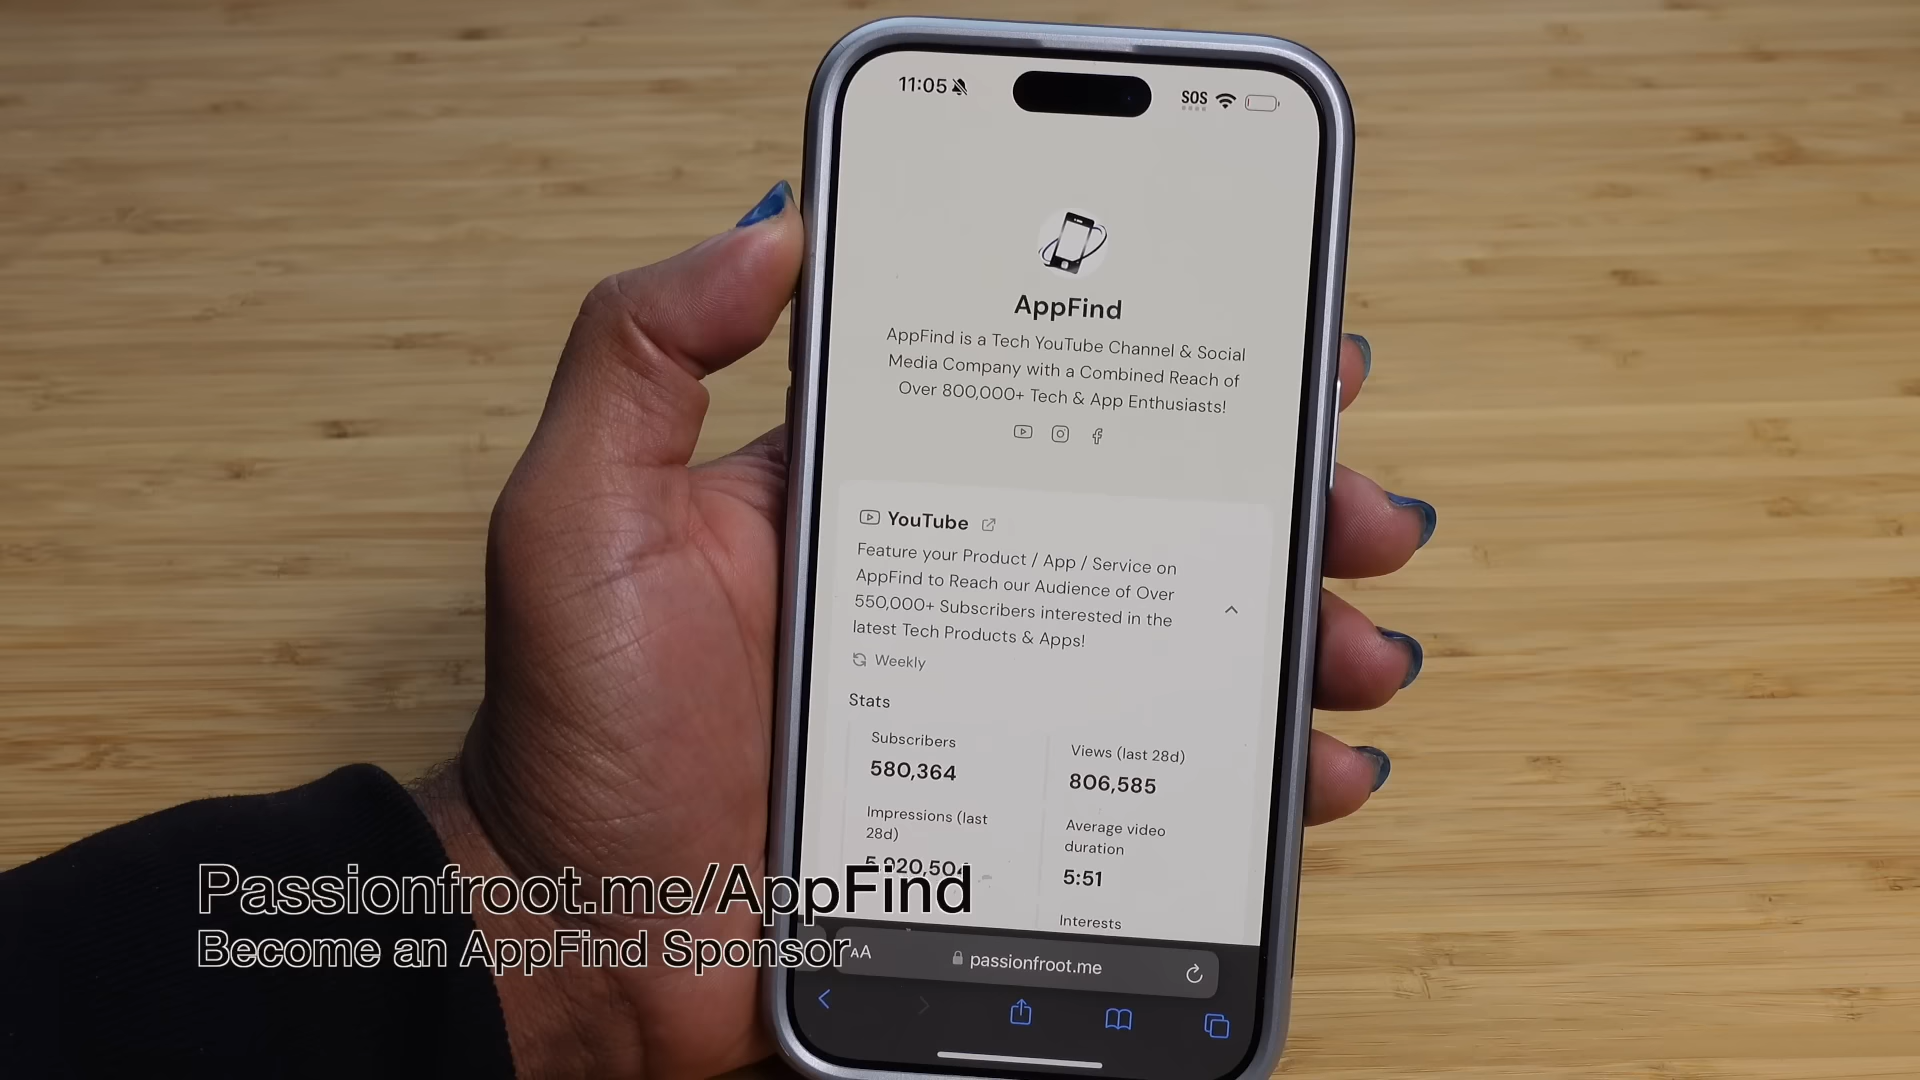 11:05
SOS
AppFind
AppFind is a Tech YouTube Channel & Social
Media Company with a Combined Reach of
Over 800,000+ Tech & App Enthusiasts!
YouTube
Feature your Product / App / Service on
AppFind to Reach our Audience of Over
550,000+ Subscribers interested in the
latest Tech Products & Apps!
Weekly
Stats
Subscribers
580,364
Views (last 28d)
806,585
Impressions (last
28d)
Average video
duration
5:51
Interests
Passionfroot.me/AppFind
Become an AppFind Sponsor
AA
passionfroot.me